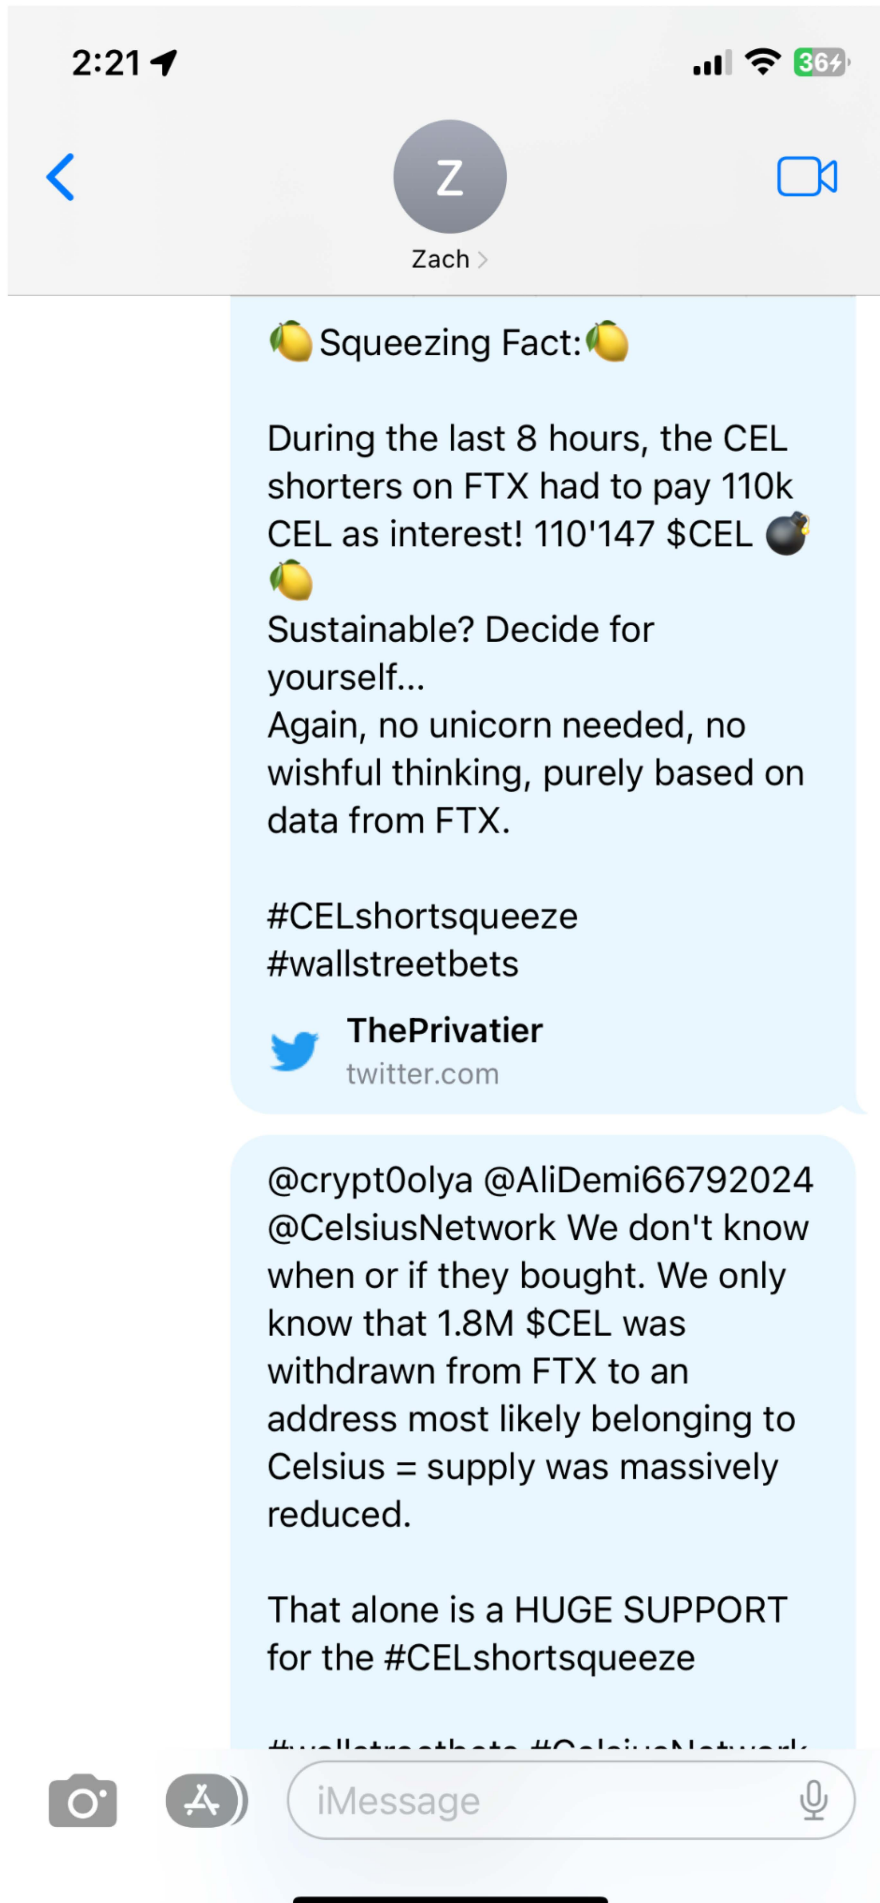 2:21
36
Z
Zach
🍋Squeezing Fact:🍋
During the last 8 hours, the CEL
shorters on FTX had to pay 110k
CEL as interest! 110'147 $CEL 💣
🍋
Sustainable? Decide for
yourself...
Again, no unicorn needed, no
wishful thinking, purely based on
data from FTX.
#CELshortsqueeze
#wallstreetbets
ThePrivatier
twitter.com
@crypt0olya @AliDemi66792024
@CelsiusNetwork We don't know
when or if they bought. We only
know that 1.8M $CEL was
withdrawn from FTX to an
address most likely belonging to
Celsius = supply was massively
reduced.
That alone is a HUGE SUPPORT
for the #CELshortsqueeze
#wallstreetbets #CelsiusNetwork
iMessage